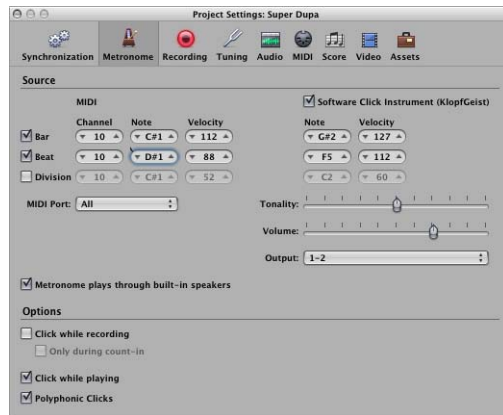 Project Settings: Super Dupa
Synchronization Metronome Recording Tuning Audio MIDI Score Video Assets
Source
MIDI
Software Click Instrument (KlopfGeist)
Channel Note Velocity Note Velocity
Bar 10 C#1 112 G#2 127
Beat 10 D#1 88 F5 112
Division 10 C#1 52 C2 60
MIDI Port: All Tonality:
Volume:
Output: 1-2
Metronome plays through built-in speakers
Options
Click while recording
Only during count-in
Click while playing
Polyphonic Clicks